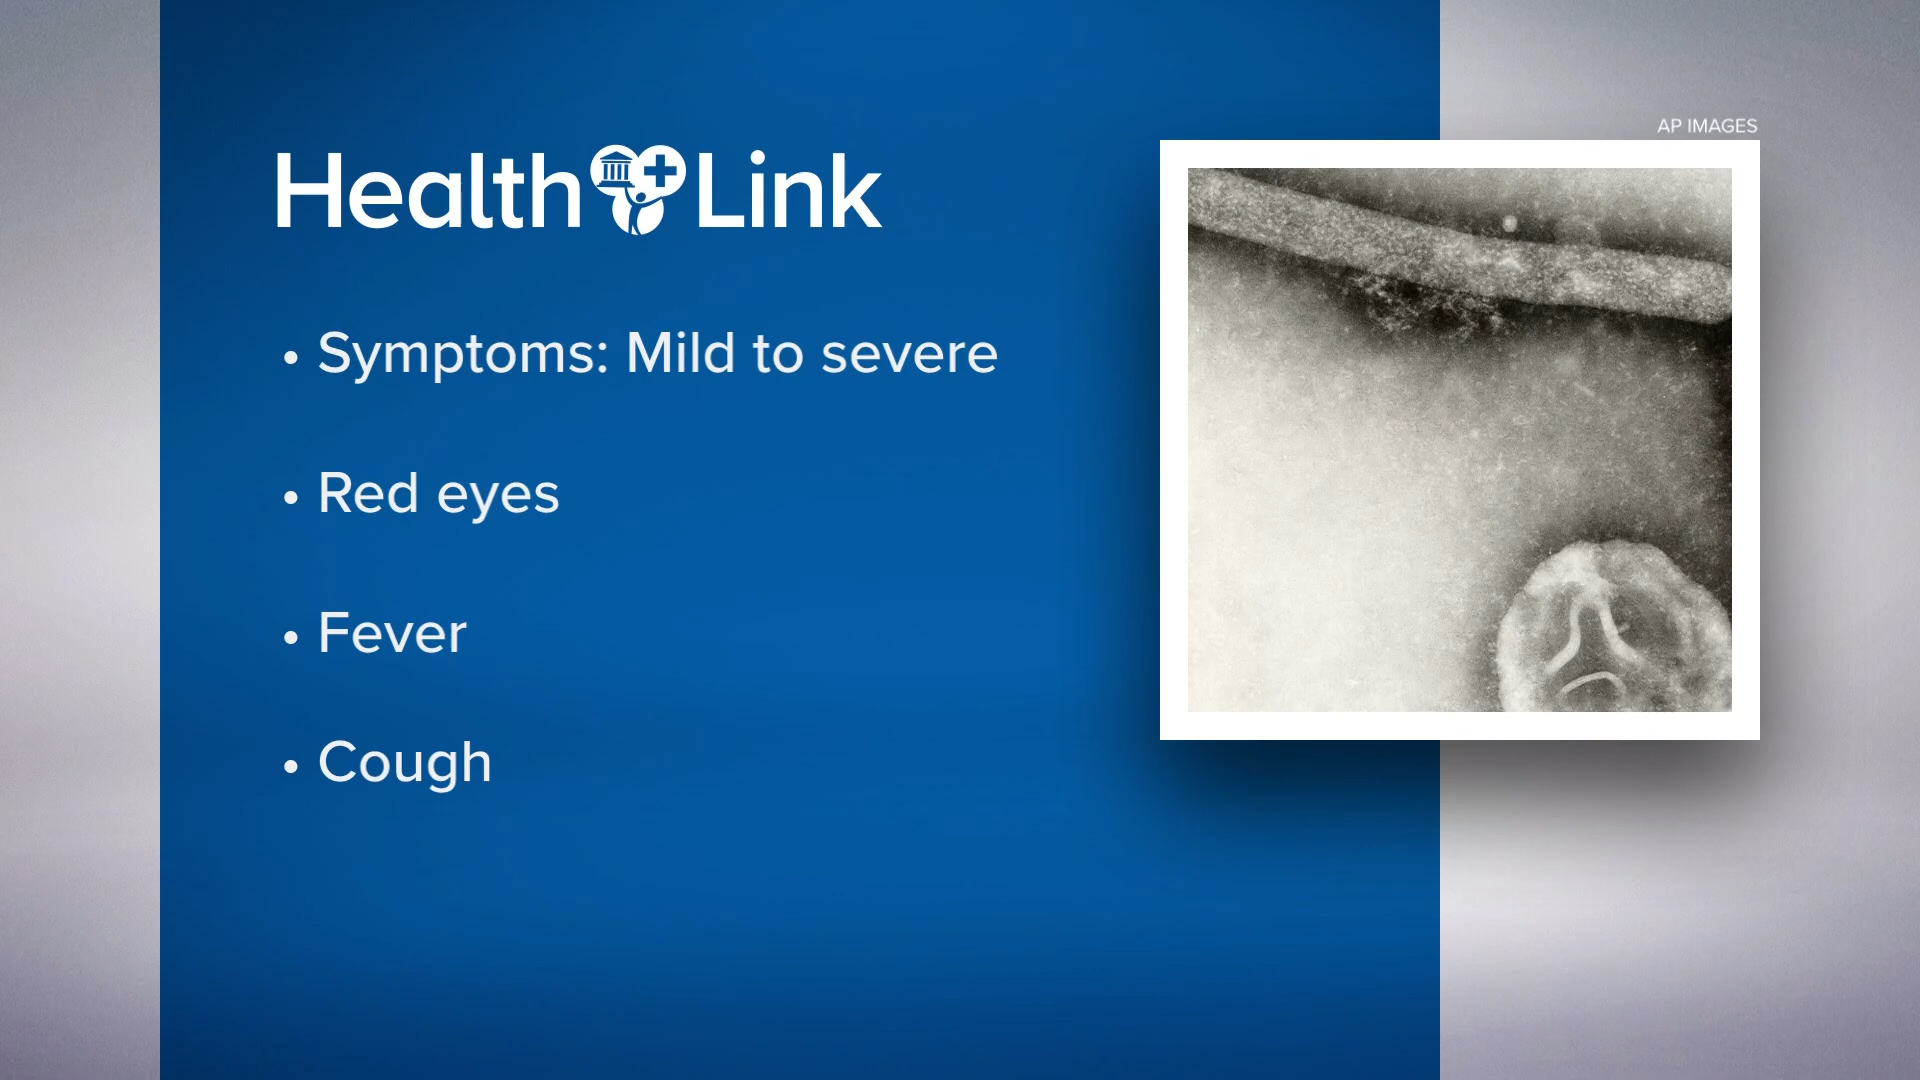 AP IMAGES
Health Link
• Symptoms: Mild to severe
• Red eyes
• Fever
• Cough